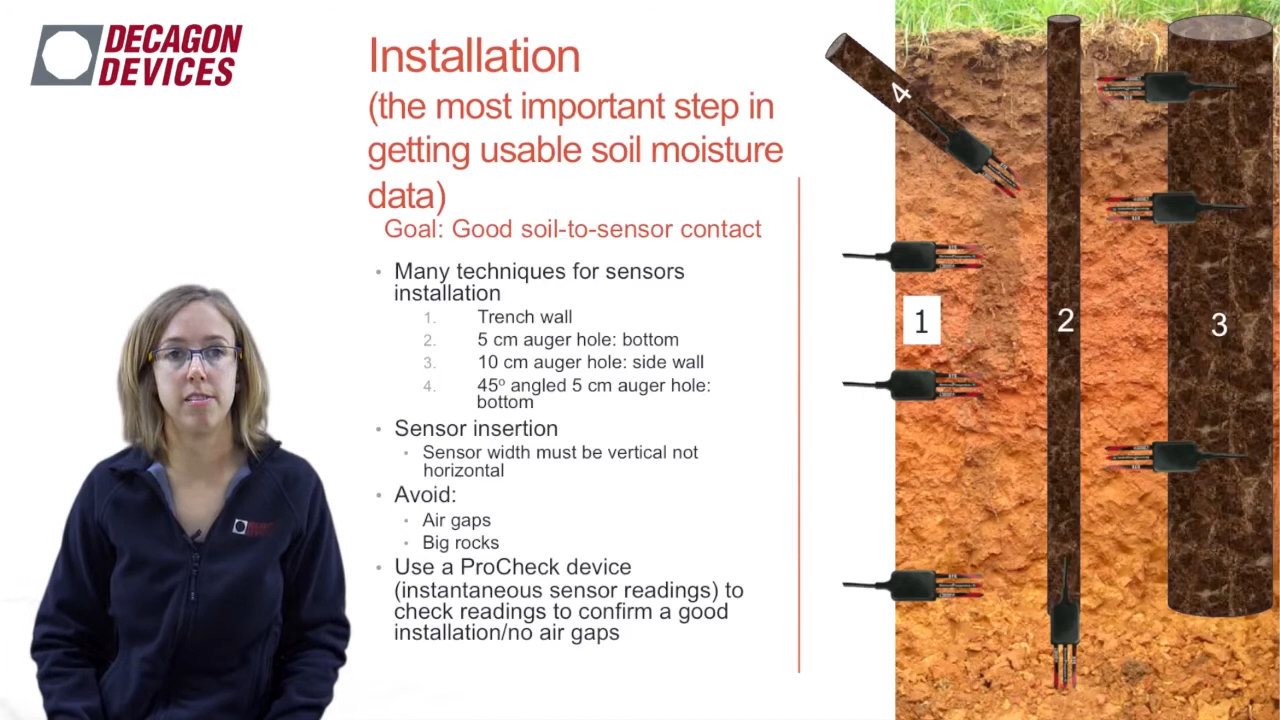 DECAGON
DEVICES
Installation
(the most important step in
getting usable soil moisture
data)
Goal: Good soil-to-sensor contact
• Many techniques for sensors
installation
1. Trench wall
2. 5 cm auger hole: bottom
3. 10 cm auger hole: side wall
4. 45º angled 5 cm auger hole:
bottom
• Sensor insertion
• Sensor width must be vertical not
horizontal
• Avoid:
• Air gaps
• Big rocks
• Use a ProCheck device
(instantaneous sensor readings) to
check readings to confirm a good
installation/no air gaps
4
1
2
3
DECAGON